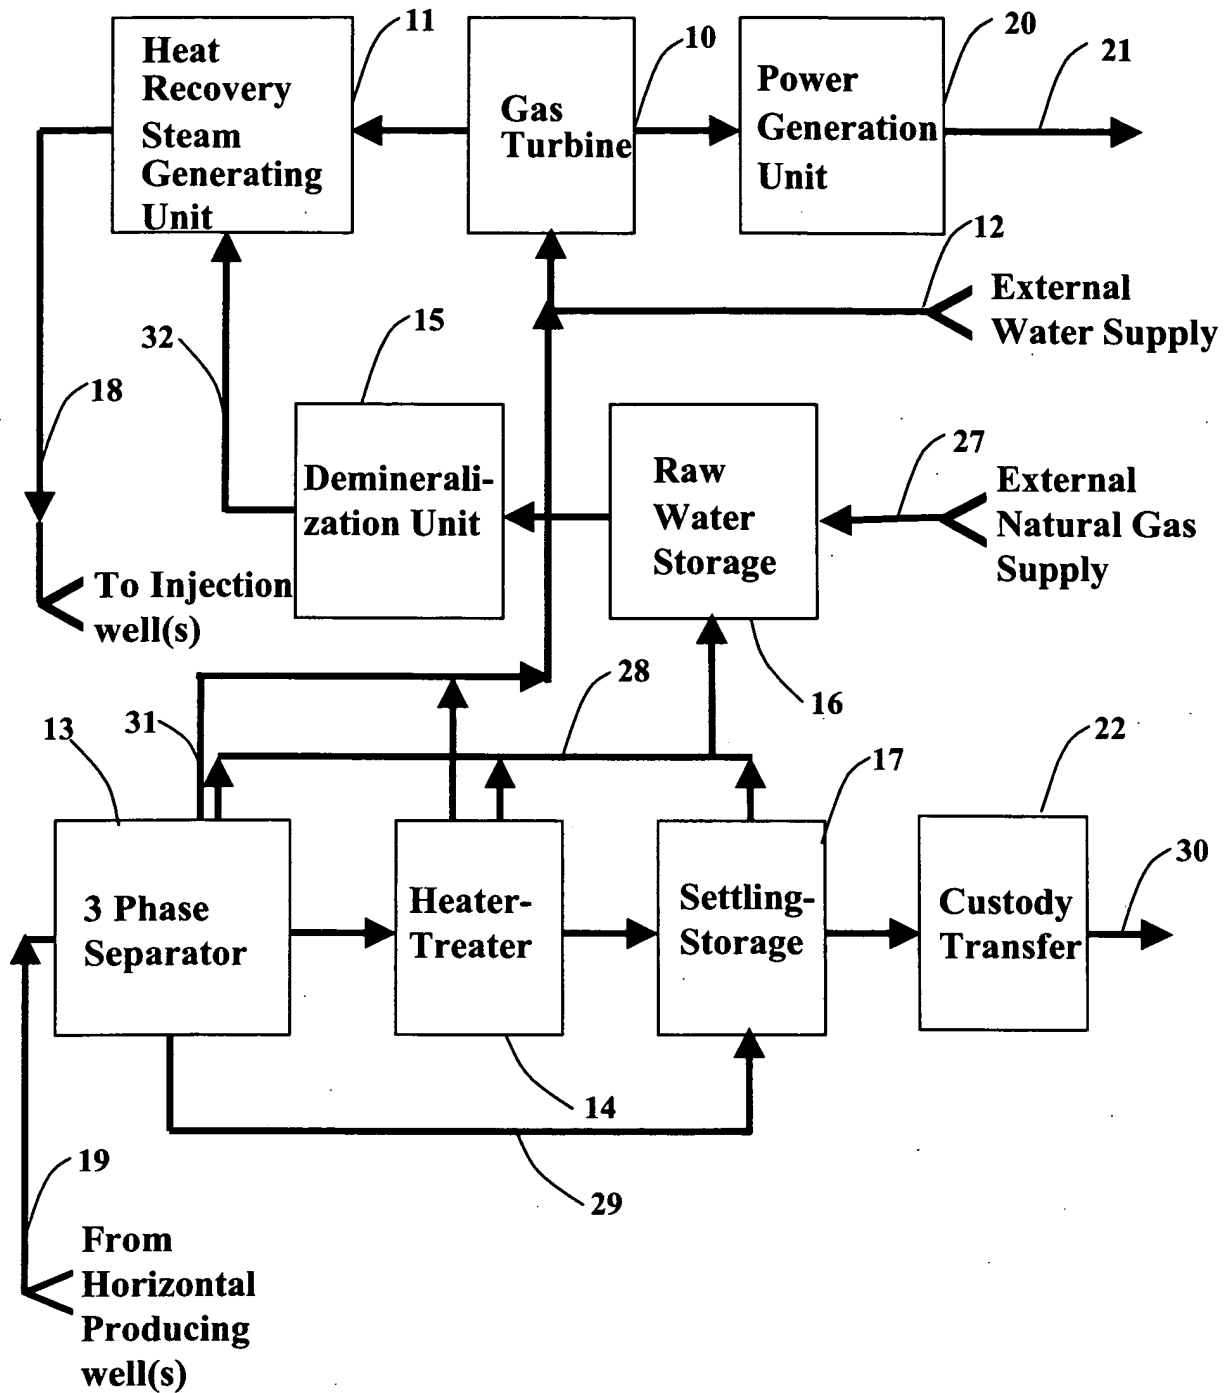 11
Heat
Recovery
Steam
Generating
Unit
10
Gas
Turbine
20
Power
Generation
Unit
21
12
External
Water Supply
15
32
18
Deminerali-
zation Unit
Raw
Water
Storage
27
External
Natural Gas
Supply
To Injection
well(s)
28
16
13
31
22
17
30
3 Phase
Separator
Heater-
Treater
Settling-
Storage
Custody
Transfer
14
29
19
From
Horizontal
Producing
well(s)